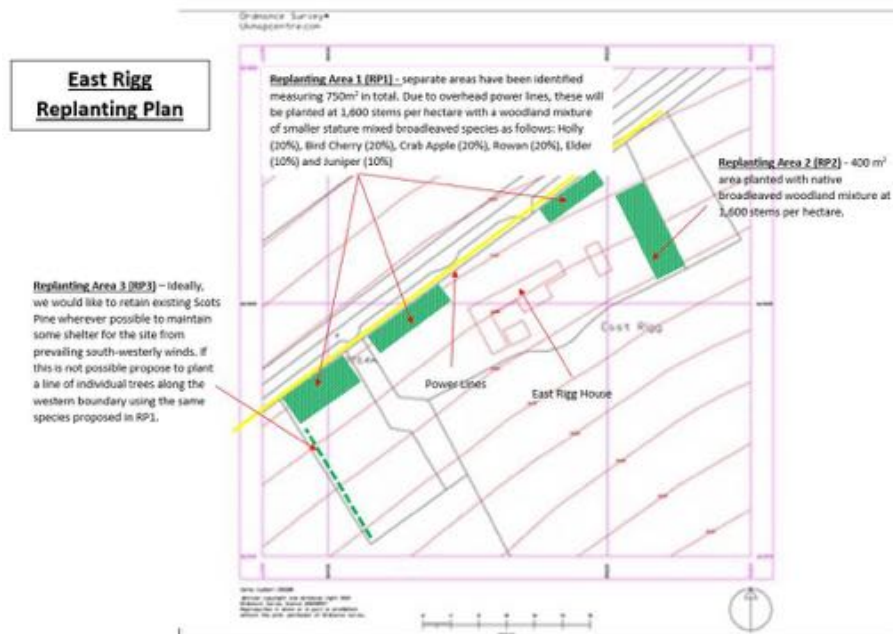 Ordnance Survey®
Ukmapcentre.com
East Rigg
Replanting Plan
Replanting Area 1 (RP1) - separate areas have been identified
measuring 750m² in total. Due to overhead power lines, these will
be planted at 1,600 stems per hectare with a woodland mixture
of smaller stature mixed broadleaved species as follows: Holly
(20%), Bird Cherry (20%), Crab Apple (20%), Rowan (20%), Elder
(10%) and Juniper (10%)
Replanting Area 2 (RP2) - 400 m²
area planted with native
broadleaved woodland mixture at
1,600 stems per hectare.
Replanting Area 3 (RP3) – Ideally,
we would like to retain existing Scots
Pine wherever possible to maintain
some shelter for the site from
prevailing south-westerly winds. If
this is not possible propose to plant
a line of individual trees along the
western boundary using the same
species proposed in RP1.
East Rigg
Power Lines
East Rigg House